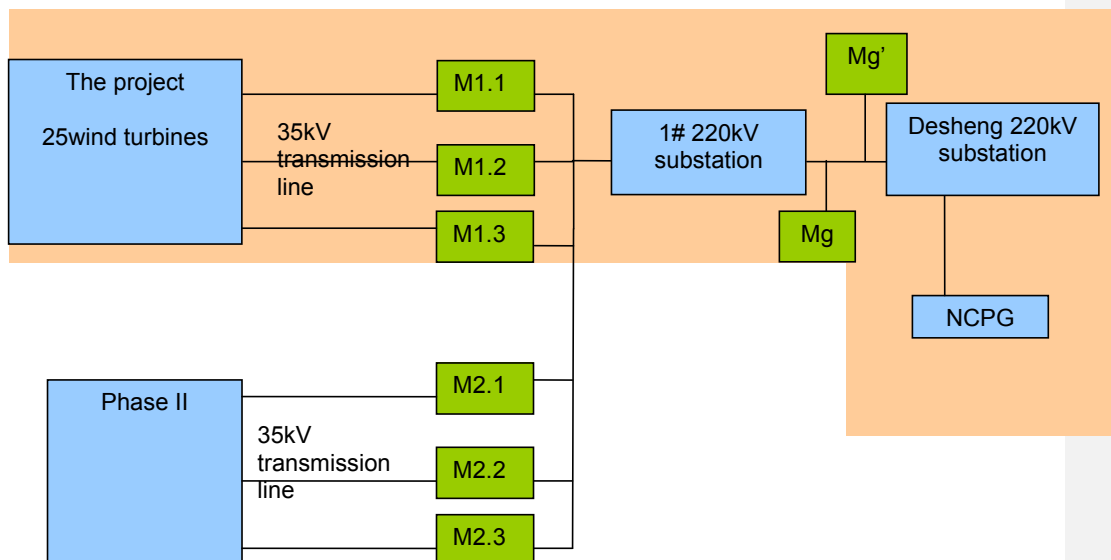 The project
25wind turbines
M1.1
35kV
transmission
line
M1.2
M1.3
1# 220kV
substation
Mg’
Desheng 220kV
substation
Mg
NCPG
Phase II
M2.1
35kV
transmission
line
M2.2
M2.3